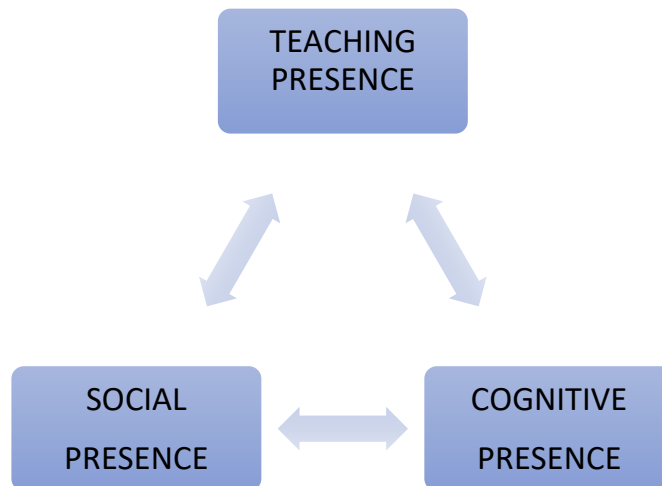 TEACHING
PRESENCE
SOCIAL
PRESENCE
COGNITIVE
PRESENCE